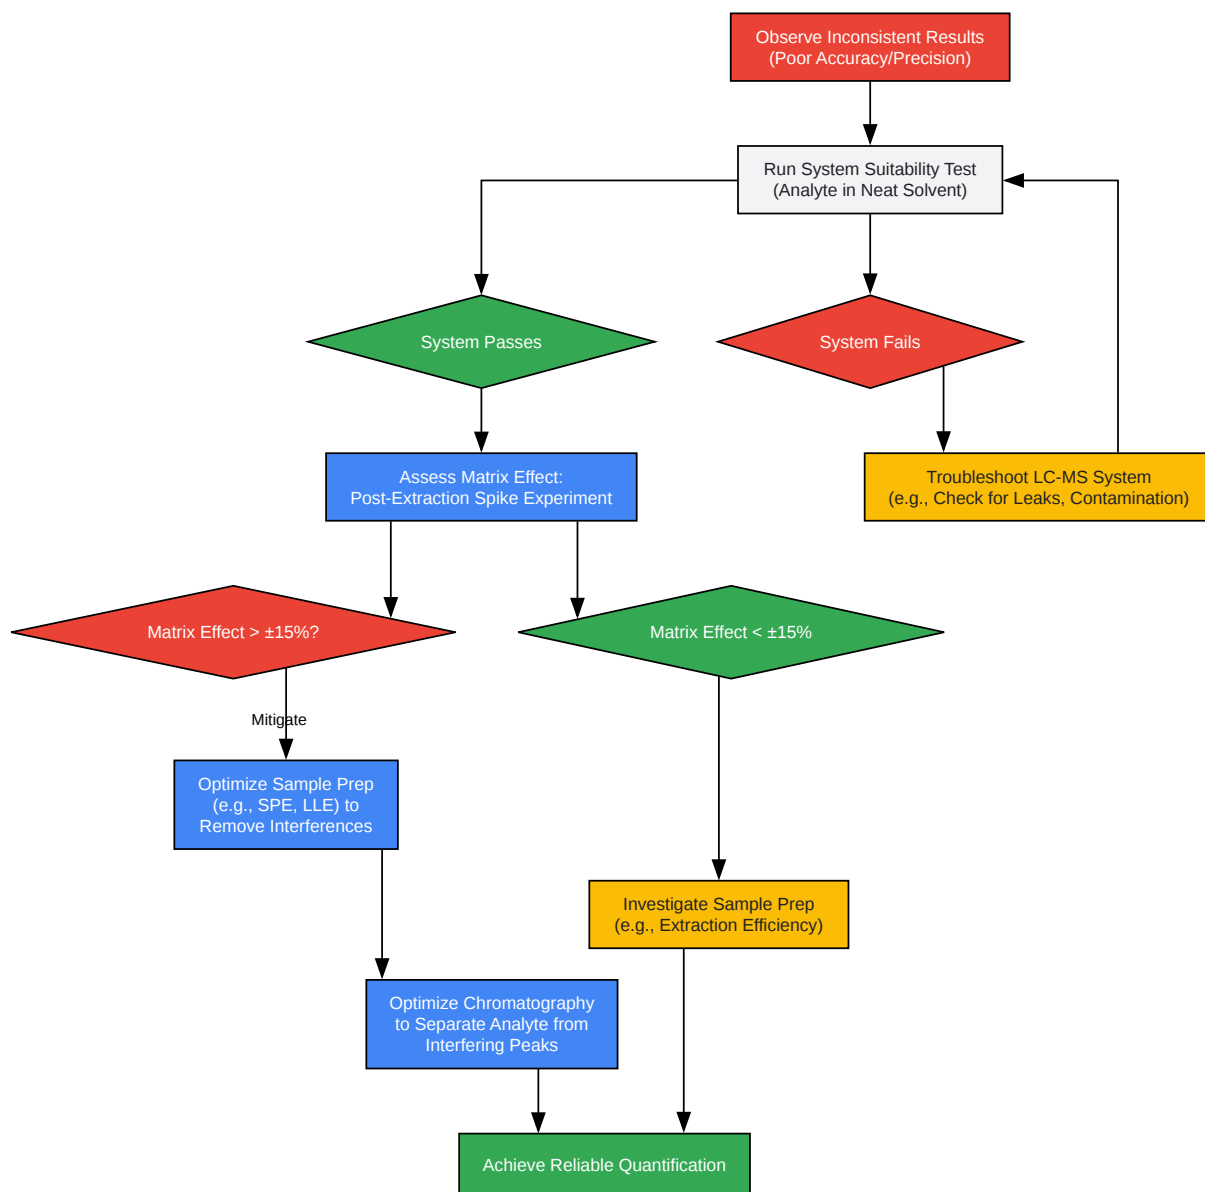 Observe Inconsistent Results
(Poor Accuracy/Precision)
Run System Suitability Test
(Analyte in Neat Solvent)
System Passes
System Fails
Assess Matrix Effect:
Post-Extraction Spike Experiment
Troubleshoot LC-MS System
(e.g., Check for Leaks, Contamination)
Matrix Effect > ±15%?
Matrix Effect < ±15%
Mitigate
Optimize Sample Prep
(e.g., SPE, LLE) to
Remove Interferences
Investigate Sample Prep
(e.g., Extraction Efficiency)
Optimize Chromatography
to Separate Analyte from
Interfering Peaks
Achieve Reliable Quantification